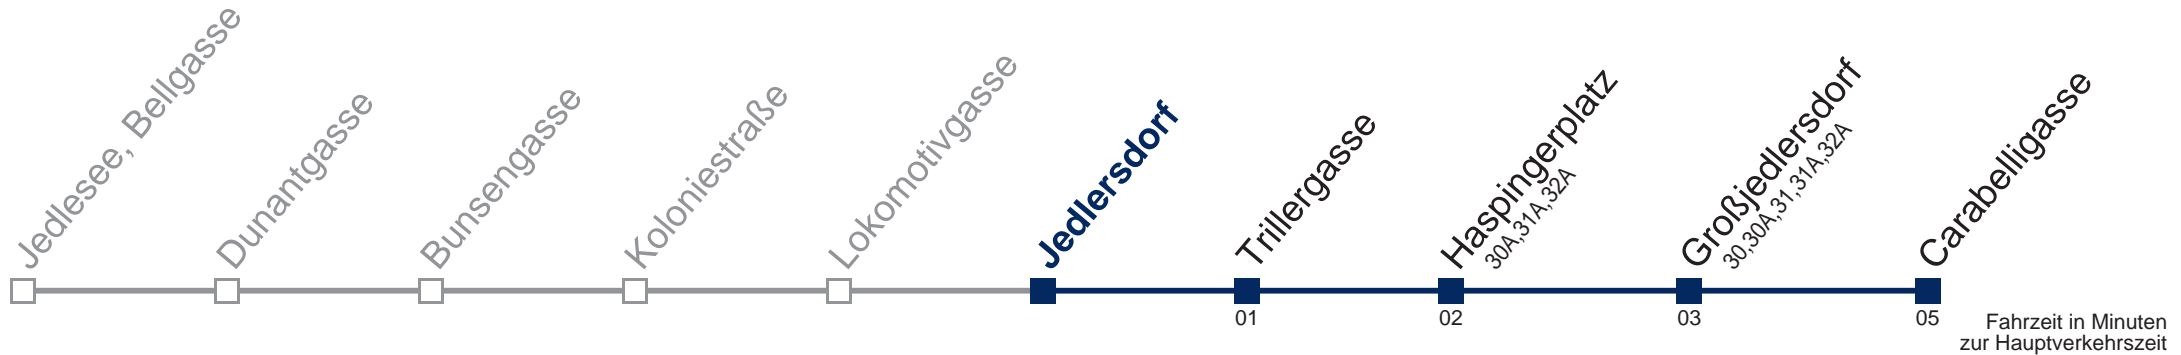 Jedlesee, Bellgasse
Dunantgasse
Bunsengasse
Koloniestraße
Lokomotivgasse
Jedlersdorf
Trillergasse
Haspingerplatz
30A,31A,32A
Großjedlersdorf
30,30A,31,31A,32A
Carabelligasse
01
02
03
05
Fahrzeit in Minuten
zur Hauptverkehrszeit